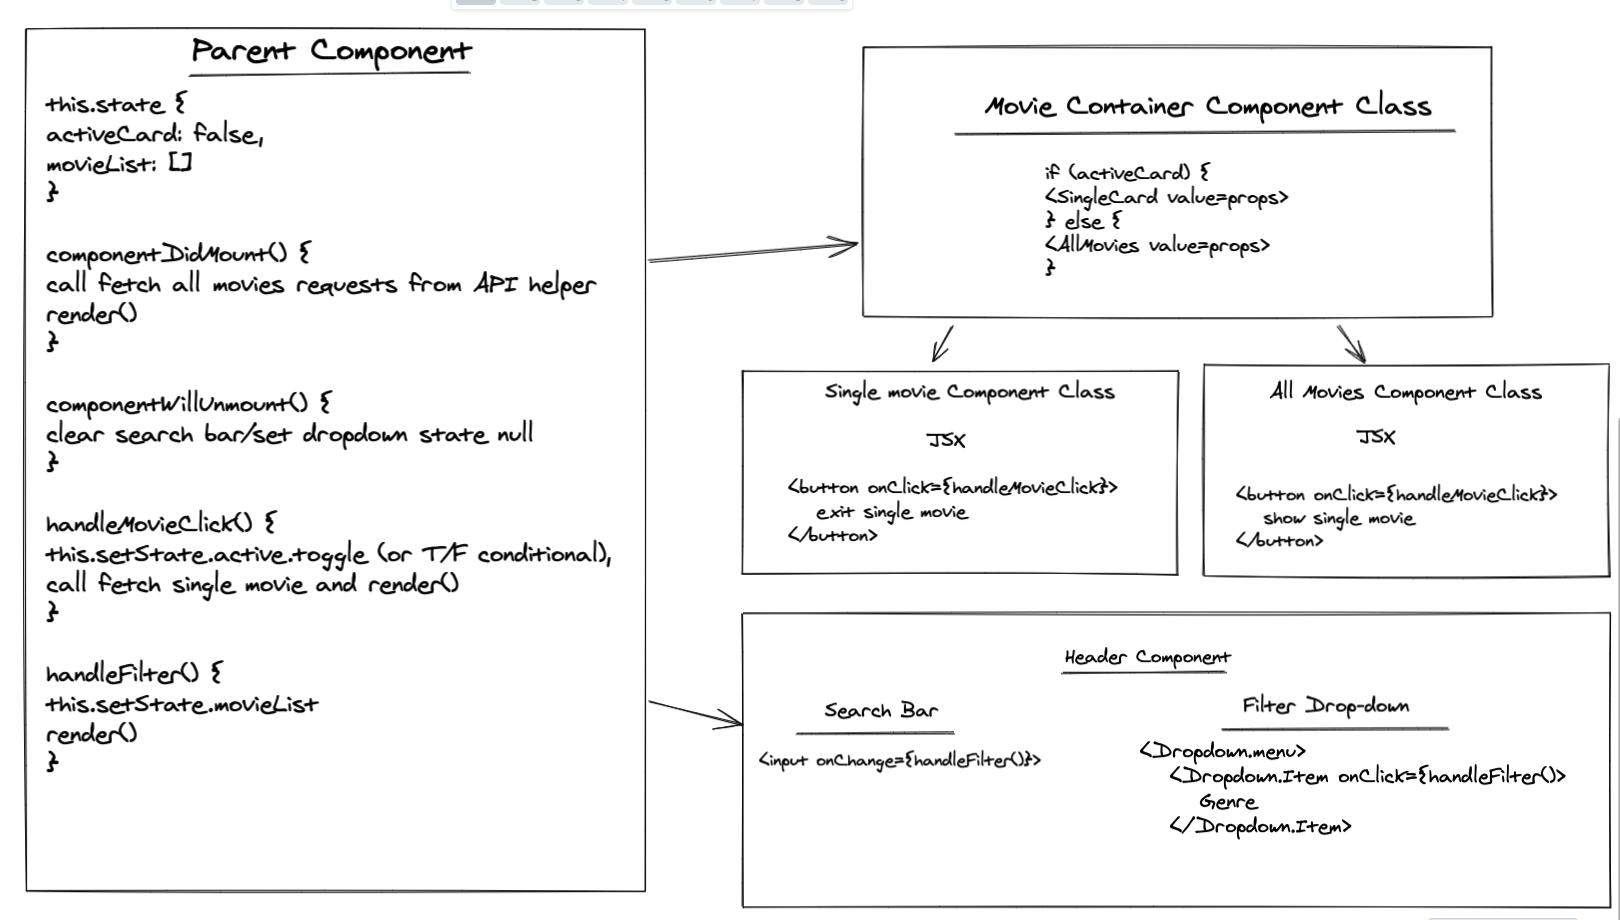 Parent Component
this.state {
activeCard: false,
movieList: []
}
componentDidMount() {
call fetch all movies requests from API helper
render()
}
componentWillUnmount() {
clear search bar/set dropdown state null
}
handleMovieClick() {
this.setState.active.toggle (or T/F conditional),
call fetch single movie and render()
}
handleFilter() {
this.setState.movieList
render()
}
Movie Container Component Class
if (activeCard) {
<SingleCard value=props>
} else {
<AllMovies value=props>
}
Single movie Component Class
JSX
<button onClick={handleMovieClick}>
exit single movie
</button>
All Movies Component Class
JSX
<button onClick={handleMovieClick}>
show single movie
</button>
Header Component
Search Bar
<input onChange={handleFilter()}>
Filter Drop-down
<Dropdown.menu>
<Dropdown.Item onClick={handleFilter()>
Genre
</Dropdown.Item>